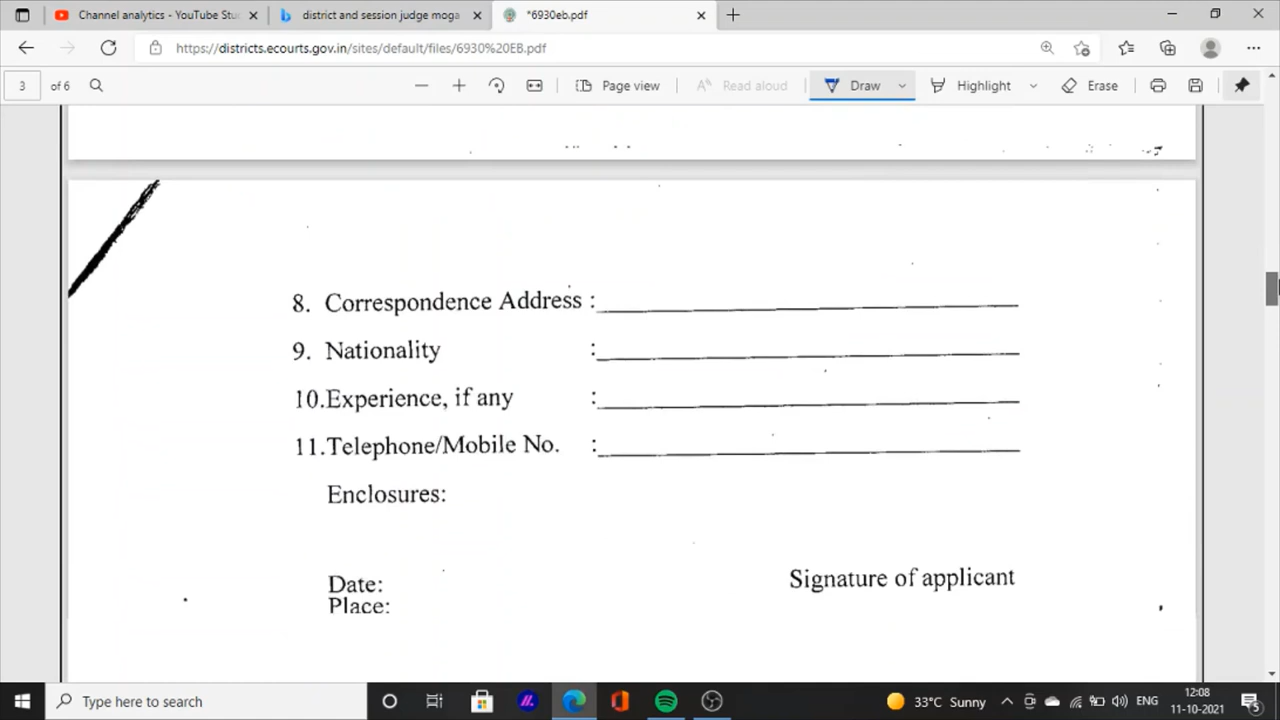 Channel analytics - YouTube Stu
district and session judge moga
*6930eb.pdf
https://districts.ecourts.gov.in/sites/default/files/6930%20EB.pdf
3 of 6
Page view
Read aloud
Draw
Highlight
Erase
8. Correspondence Address :
9. Nationality :
10.Experience, if any :
11.Telephone/Mobile No. :
Enclosures:
Date:
Signature of applicant
Place:
Type here to search
33°C Sunny
ENG
12:08
11-10-2021
5